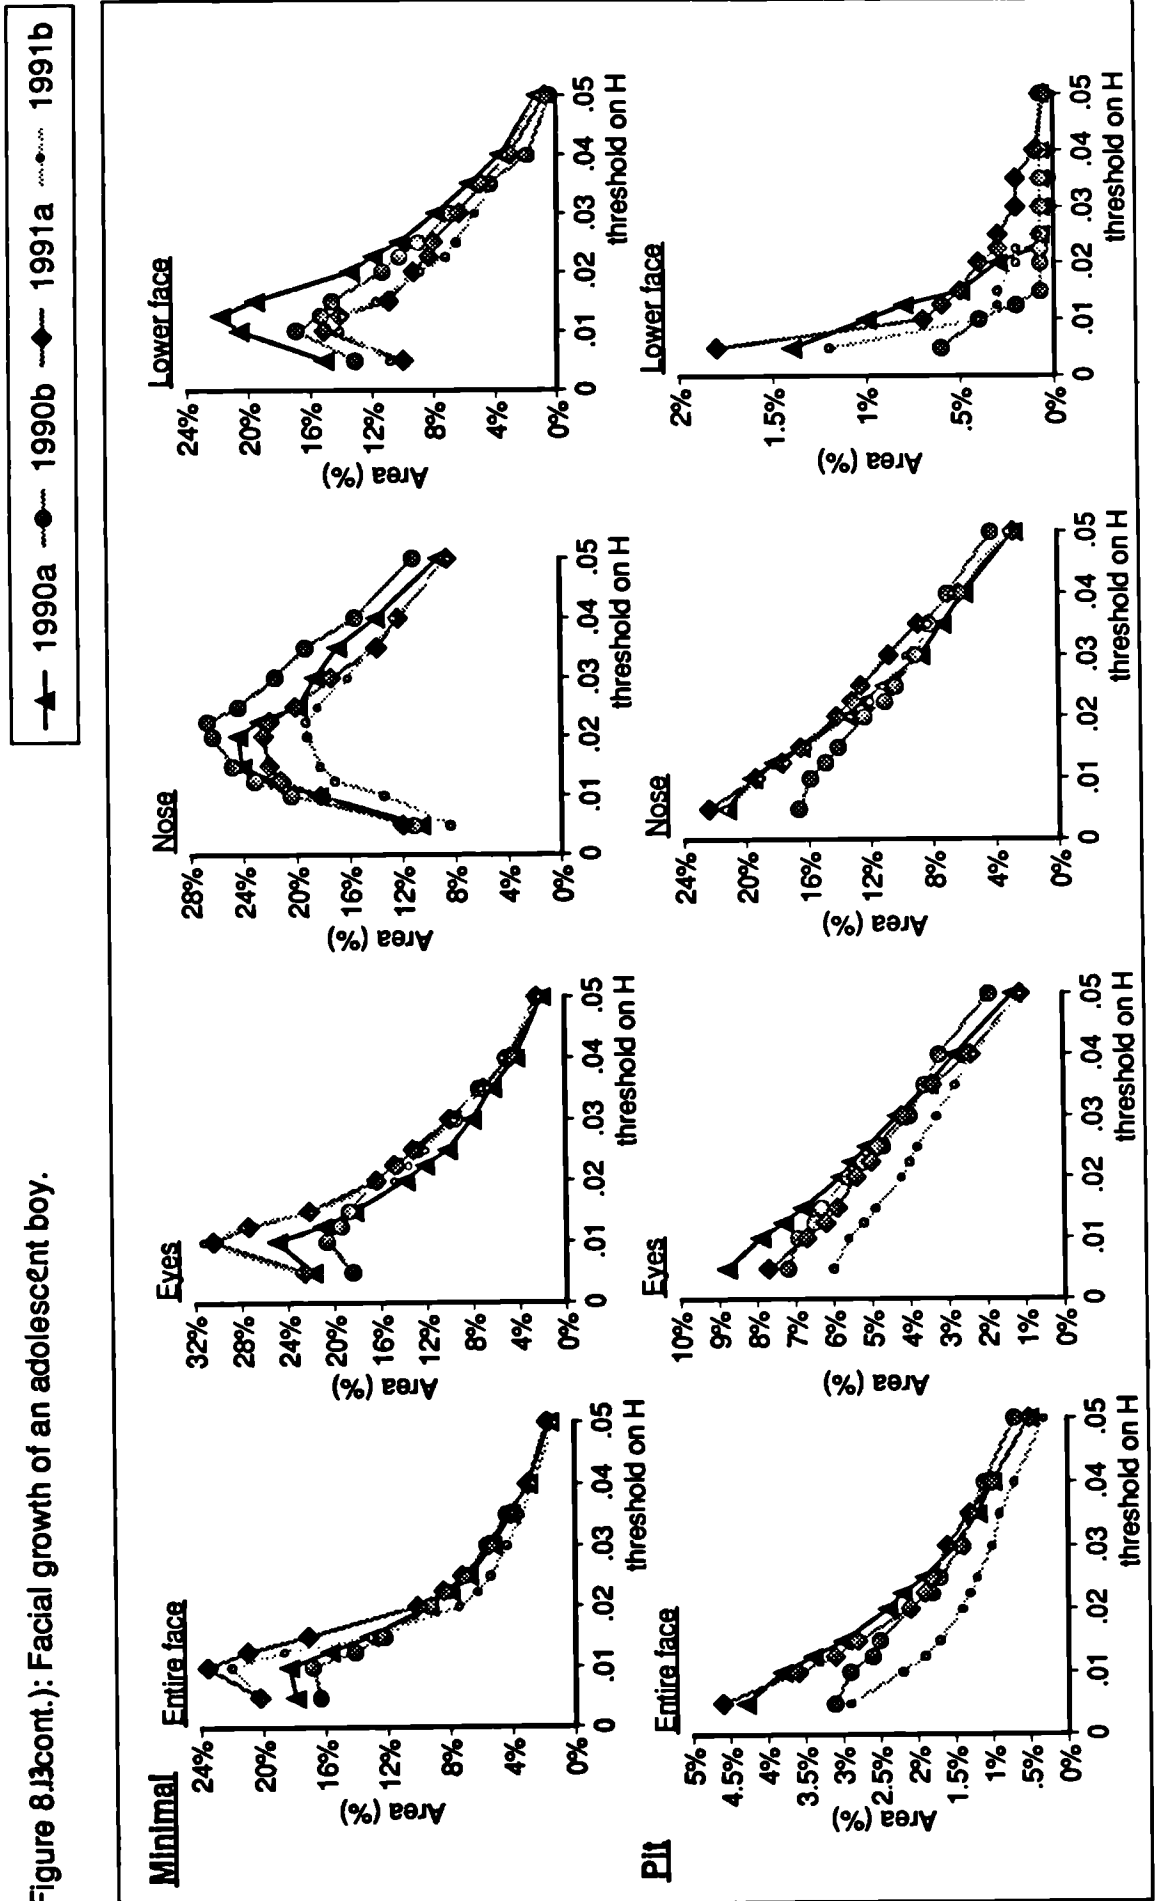 Figure 8.13cont.): Facial growth of an adolescent boy.
1990a 1990b 1991a 1991b
Minimal
Entire face
24%
20%
16%
12%
8%
4%
0%
Area (%)
0 .01 .02 .03 .04 .05
threshold on H
Eyes
32%
28%
24%
20%
16%
12%
8%
4%
0%
Area (%)
0 .01 .02 .03 .04 .05
threshold on H
Nose
28%
24%
20%
16%
12%
8%
4%
0%
Area (%)
0 .01 .02 .03 .04 .05
threshold on H
Lower face
24%
20%
16%
12%
8%
4%
0%
Area (%)
0 .01 .02 .03 .04 .05
threshold on H
Pit
Entire face
5%
4.5%
4%
3.5%
3%
2.5%
2%
1.5%
1%
.5%
0%
Area (%)
0 .01 .02 .03 .04 .05
threshold on H
Eyes
10%
9%
8%
7%
6%
5%
4%
3%
2%
1%
0%
Area (%)
0 .01 .02 .03 .04 .05
threshold on H
Nose
24%
20%
16%
12%
8%
4%
0%
Area (%)
0 .01 .02 .03 .04 .05
threshold on H
Lower face
2%
1.5%
1%
.5%
0%
Area (%)
0 .01 .02 .03 .04 .05
threshold on H